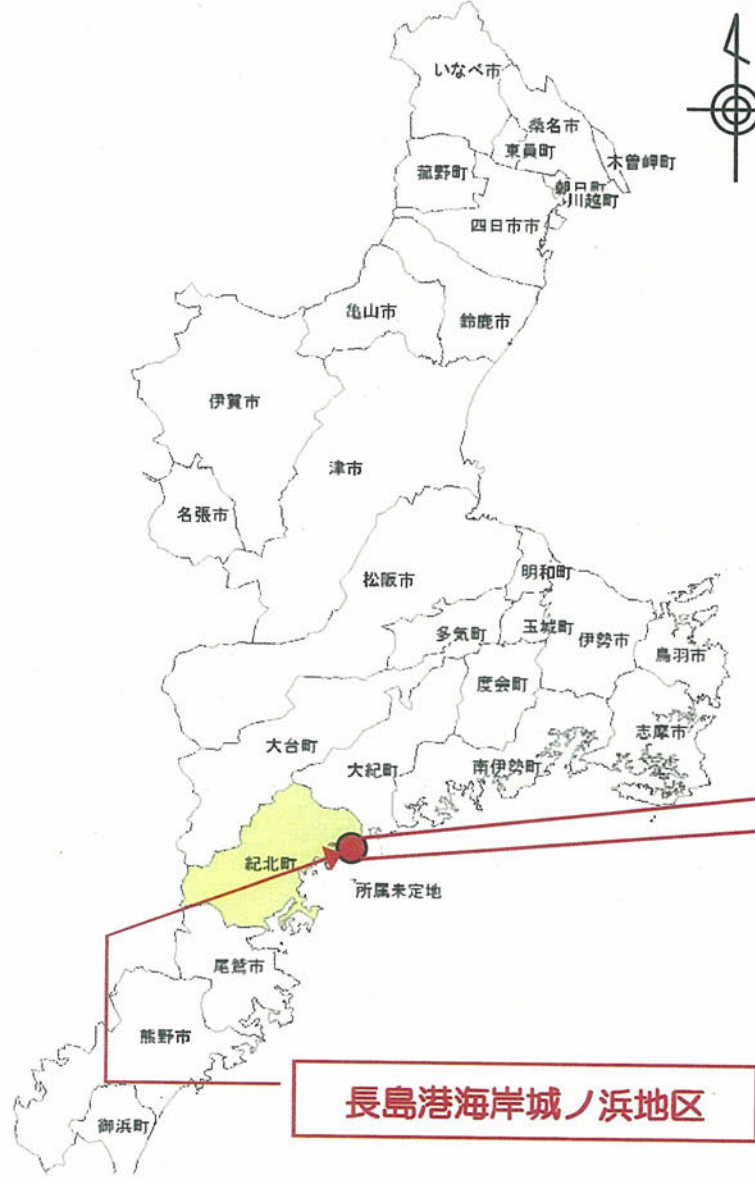 いなべ市
桑名市
東員町
木曽岬町
菰野町
朝日町
川越町
四日市市
亀山市
鈴鹿市
伊賀市
津市
名張市
松阪市
明和町
多気町
玉城町
伊勢市
鳥羽市
度会町
志摩市
大台町
大紀町
南伊勢町
紀北町
所属未定地
尾鷲市
熊野市
長島港海岸城ノ浜地区
御浜町